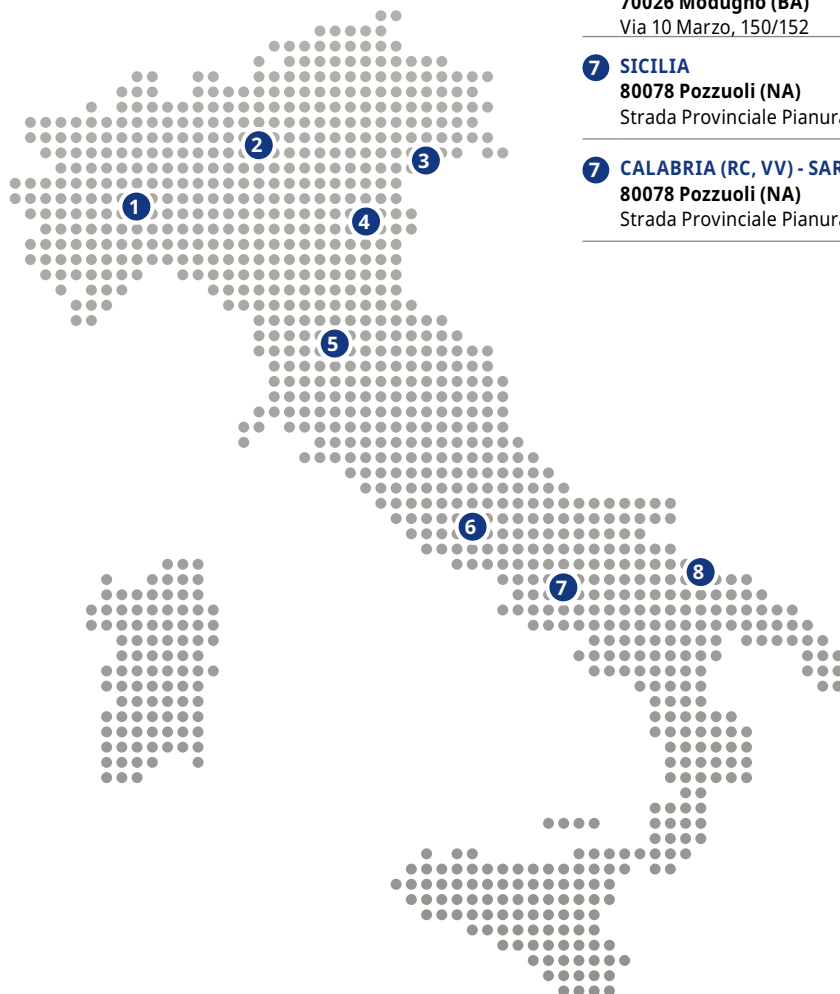 70026 Modugno (BA)
Via 10 Marzo, 150/152
7 SICILIA
80078 Pozzuoli (NA)
Strada Provinciale Pianura
7 CALABRIA (RC, VV) - SAR
80078 Pozzuoli (NA)
Strada Provinciale Pianura
2
3
1
4
5
6
8
7